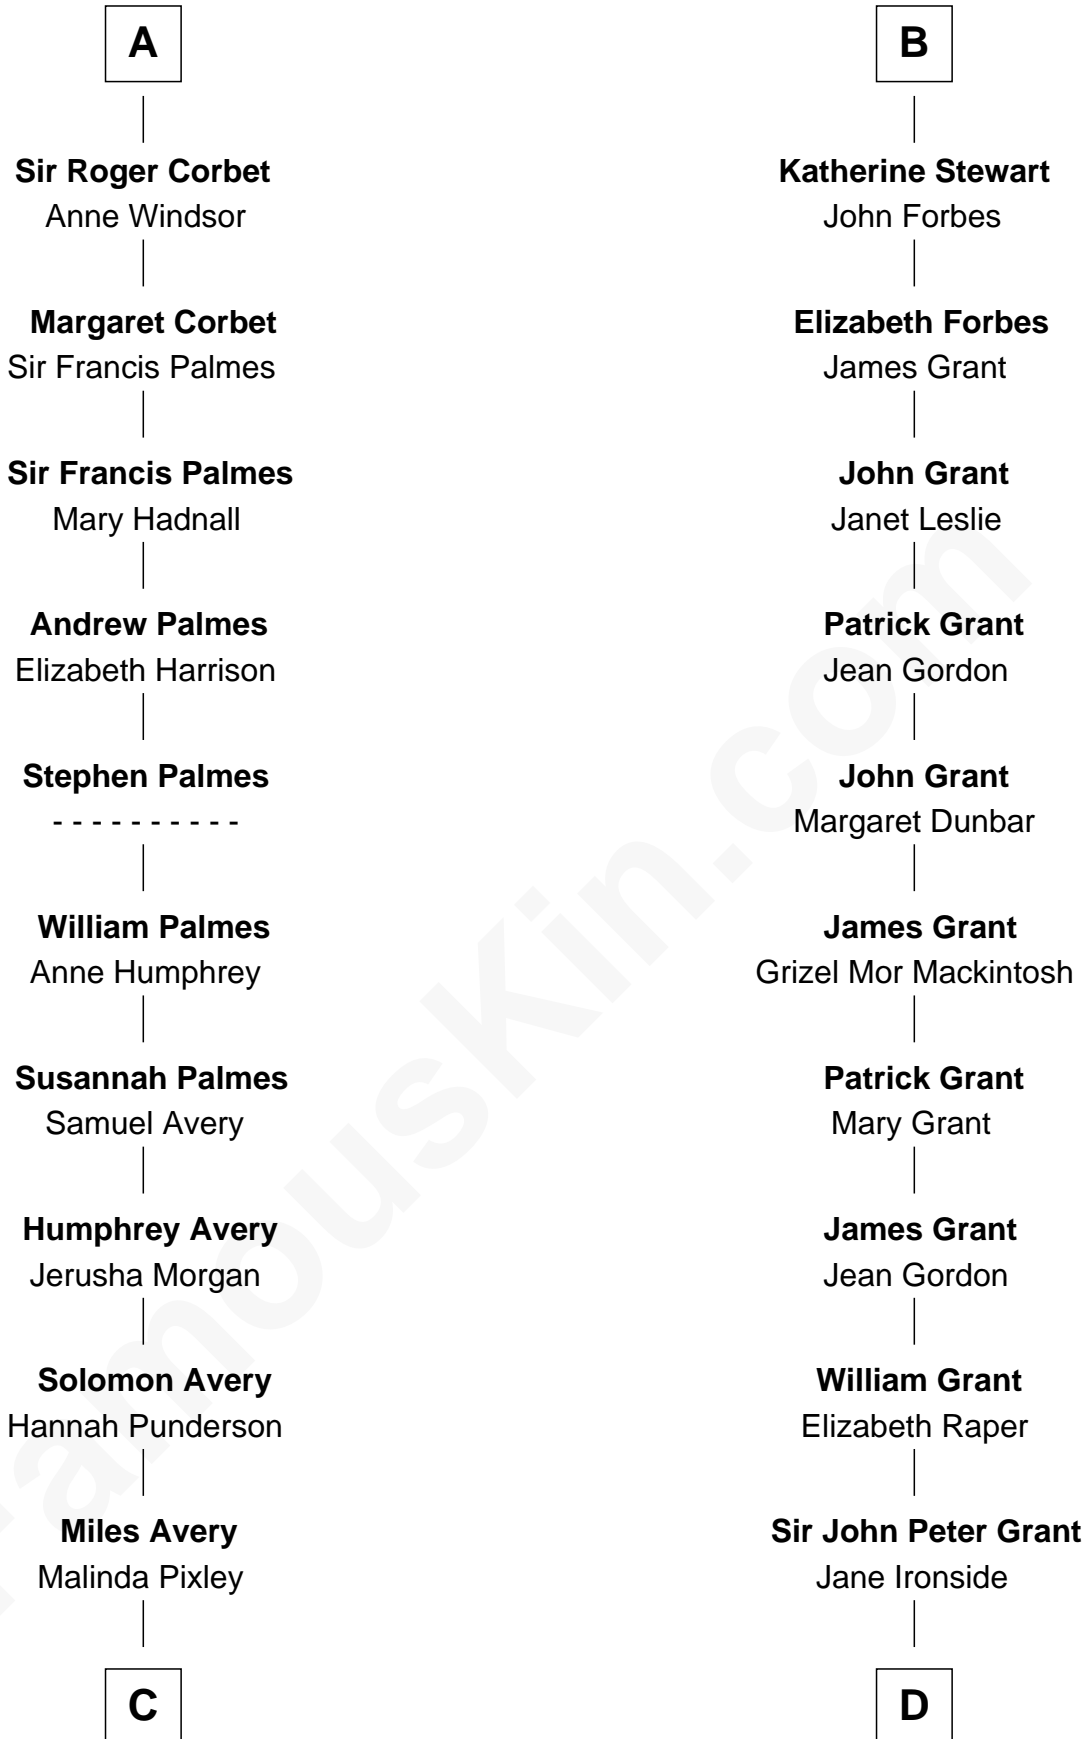 A
Sir Roger Corbet
Anne Windsor
Margaret Corbet
Sir Francis Palmes
Sir Francis Palmes
Mary Hadnall
Andrew Palmes
Elizabeth Harrison
Stephen Palmes
- - - - - - - - - -
William Palmes
Anne Humphrey
Susannah Palmes
Samuel Avery
Humphrey Avery
Jerusha Morgan
Solomon Avery
Hannah Punderson
Miles Avery
Malinda Pixley
C
B
Katherine Stewart
John Forbes
Elizabeth Forbes
James Grant
John Grant
Janet Leslie
Patrick Grant
Jean Gordon
John Grant
Margaret Dunbar
James Grant
Grizel Mor Mackintosh
Patrick Grant
Mary Grant
James Grant
Jean Gordon
William Grant
Elizabeth Raper
Sir John Peter Grant
Jane Ironside
D
FamousKin.com